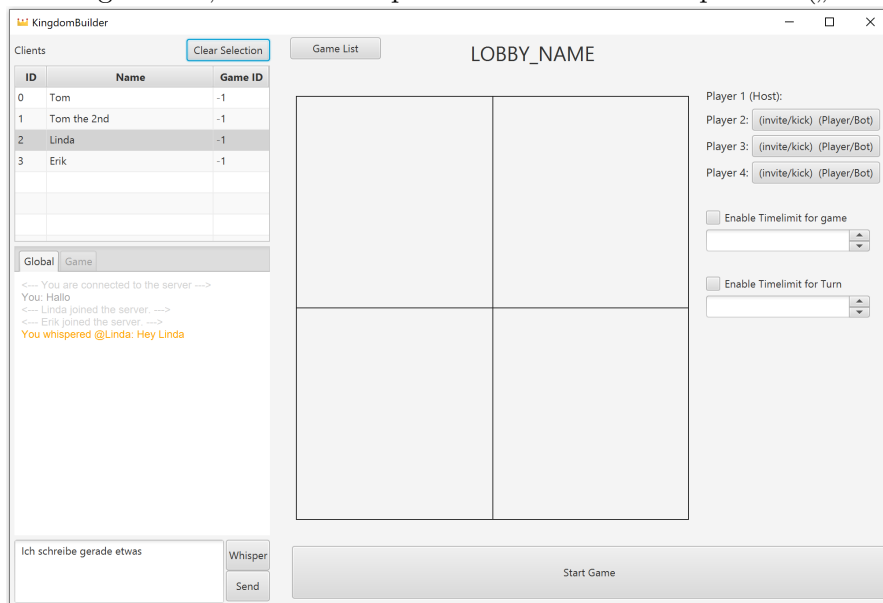 KingdomBuilder
Clients
Clear Selection
ID Name Game ID
0 Tom -1
1 Tom the 2nd -1
2 Linda -1
3 Erik -1
Global Game
<--- You are connected to the server --->
You: Hallo
<--- Linda joined the server. --->
<--- Erik joined the server. --->
You whispered @Linda: Hey Linda
Ich schreibe gerade etwas
Whisper
Send
Game List
LOBBY_NAME
Player 1 (Host):
Player 2: (invite/kick) (Player/Bot)
Player 3: (invite/kick) (Player/Bot)
Player 4: (invite/kick) (Player/Bot)
Enable Timelimit for game
Enable Timelimit for Turn
Start Game